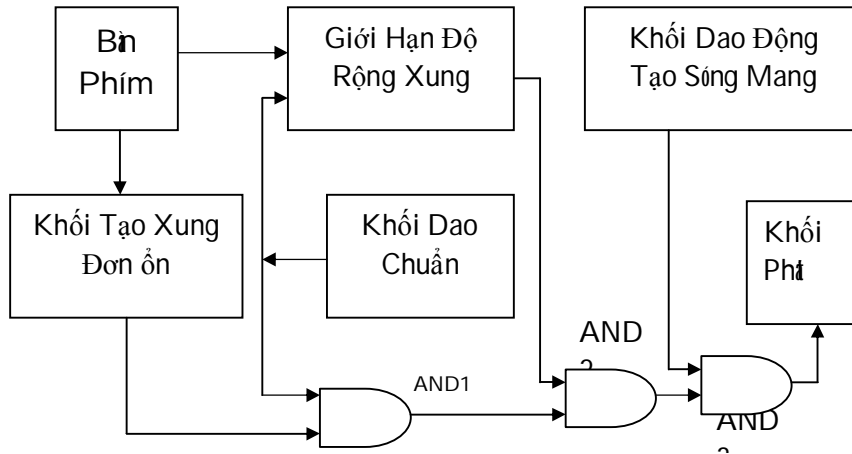 Bàn
Phím
Giới Hạn Độ
Rộng Xung
Khối Dao Động
Tạo Sóng Mang
Khối Tạo Xung
Đơn ổn
Khối Dao
Chuẩn
Khối
Phát
AND
AND1
AND